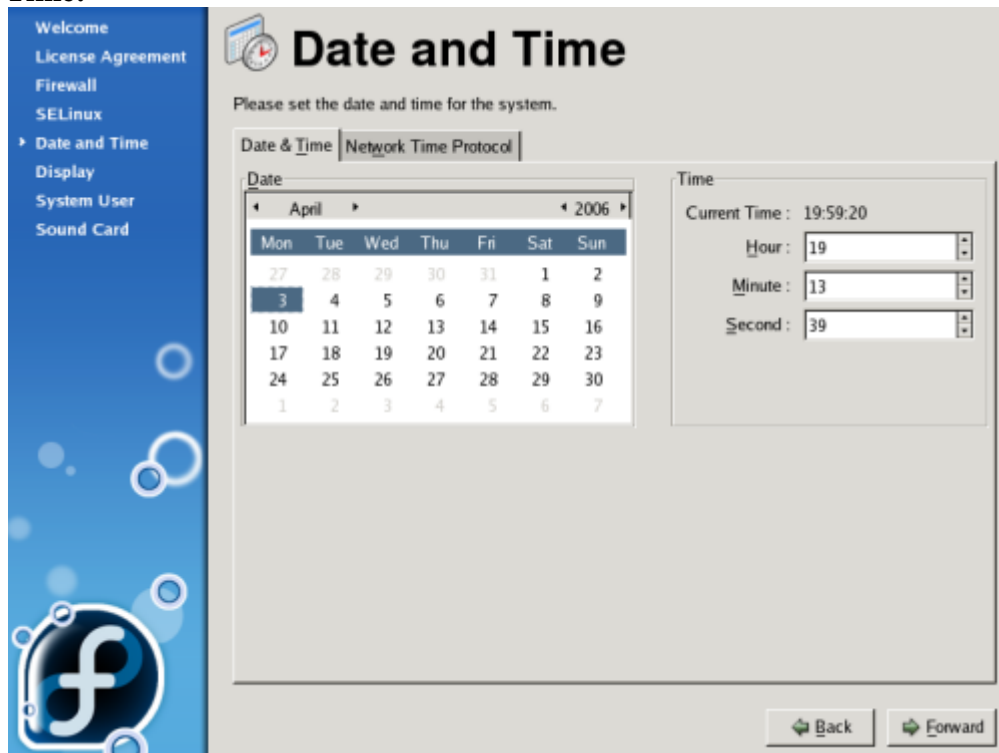 Time.
Welcome
License Agreement
Firewall
SELinux
Date and Time
Display
System User
Sound Card
Date and Time
Please set the date and time for the system.
Date & Time Network Time Protocol
Date
April 2006
Mon Tue Wed Thu Fri Sat Sun
27 28 29 30 31 1 2
3 4 5 6 7 8 9
10 11 12 13 14 15 16
17 18 19 20 21 22 23
24 25 26 27 28 29 30
1 2 3 4 5 6 7
Time
Current Time : 19:59:20
Hour : 19
Minute : 13
Second : 39
Back Forward